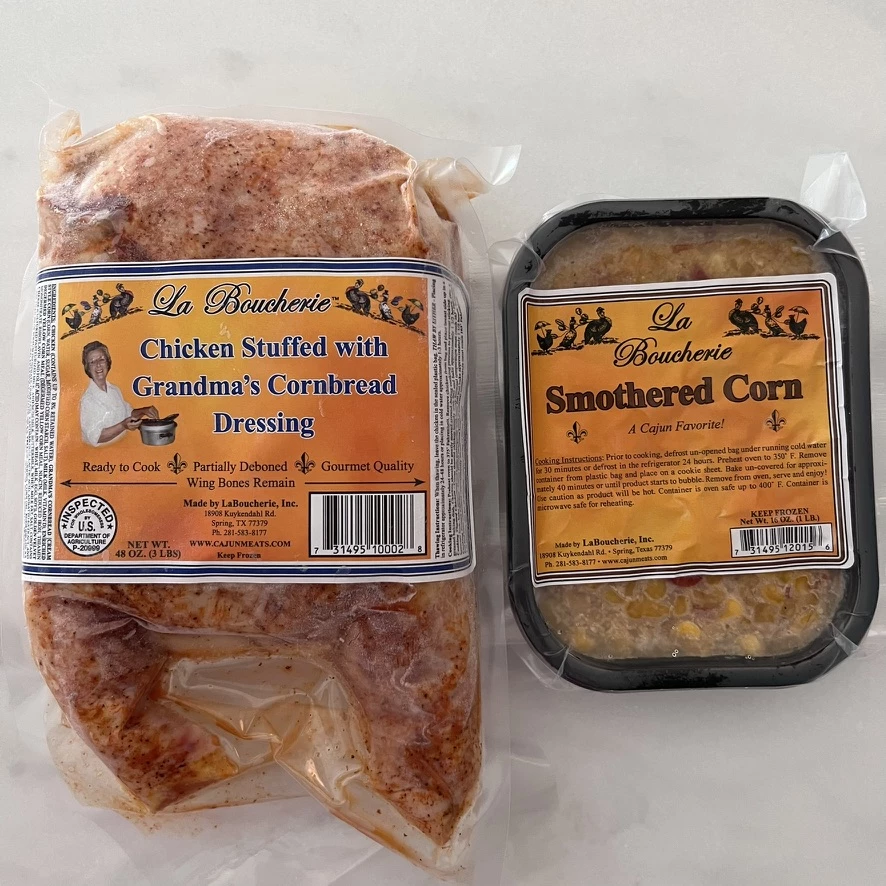 La Boucherie™
Chicken Stuffed with
Grandma's Cornbread
Dressing
Ready to Cook Partially Deboned Gourmet Quality
Wing Bones Remain
INSPECTED
FOR WHOLESOMENESS
BY
U.S.
DEPARTMENT OF
AGRICULTURE
P-20999
NET WT.
48 OZ. (3 LBS)
Made by LaBoucherie, Inc.
18908 Kuykendahl Rd.
Spring, TX 77379
Ph. 281-583-8177
WWW.CAJUNMEATS.COM
Keep Frozen
7 31495 10002 8
La
Boucherie
Smothered Corn
A Cajun Favorite!
Cooking Instructions: Prior to cooking, defrost un-opened bag under running cold water
for 30 minutes or defrost in the refrigerator 24 hours. Preheat oven to 350° F. Remove
container from plastic bag and place on a cookie sheet. Bake un-covered for approxi-
mately 40 minutes or until product starts to bubble. Remove from oven, serve and enjoy!
Use caution as product will be hot. Container is oven safe up to 400° F. Container is
microwave safe for reheating.
KEEP FROZEN
Net Wt. 16 OZ. (1 LB.)
Made by LaBoucherie, Inc.
18908 Kuykendahl Rd. • Spring, Texas 77379
Ph. 281-583-8177 • www.cajunmeats.com
7 31495 12015 6